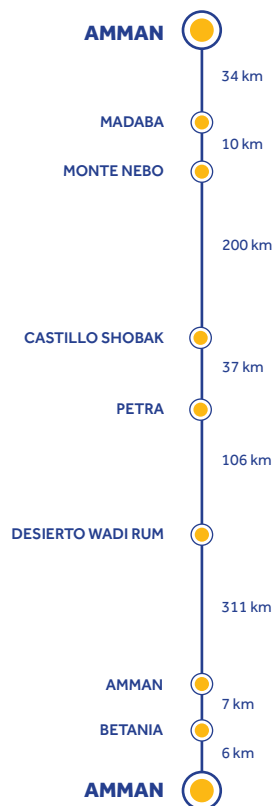 AMMAN
34 km
MADABA
10 km
MONTE NEBO
200 km
CASTILLO SHOBAK
37 km
PETRA
106 km
DESIERTO WADI RUM
311 km
AMMAN
7 km
BETANIA
6 km
AMMAN